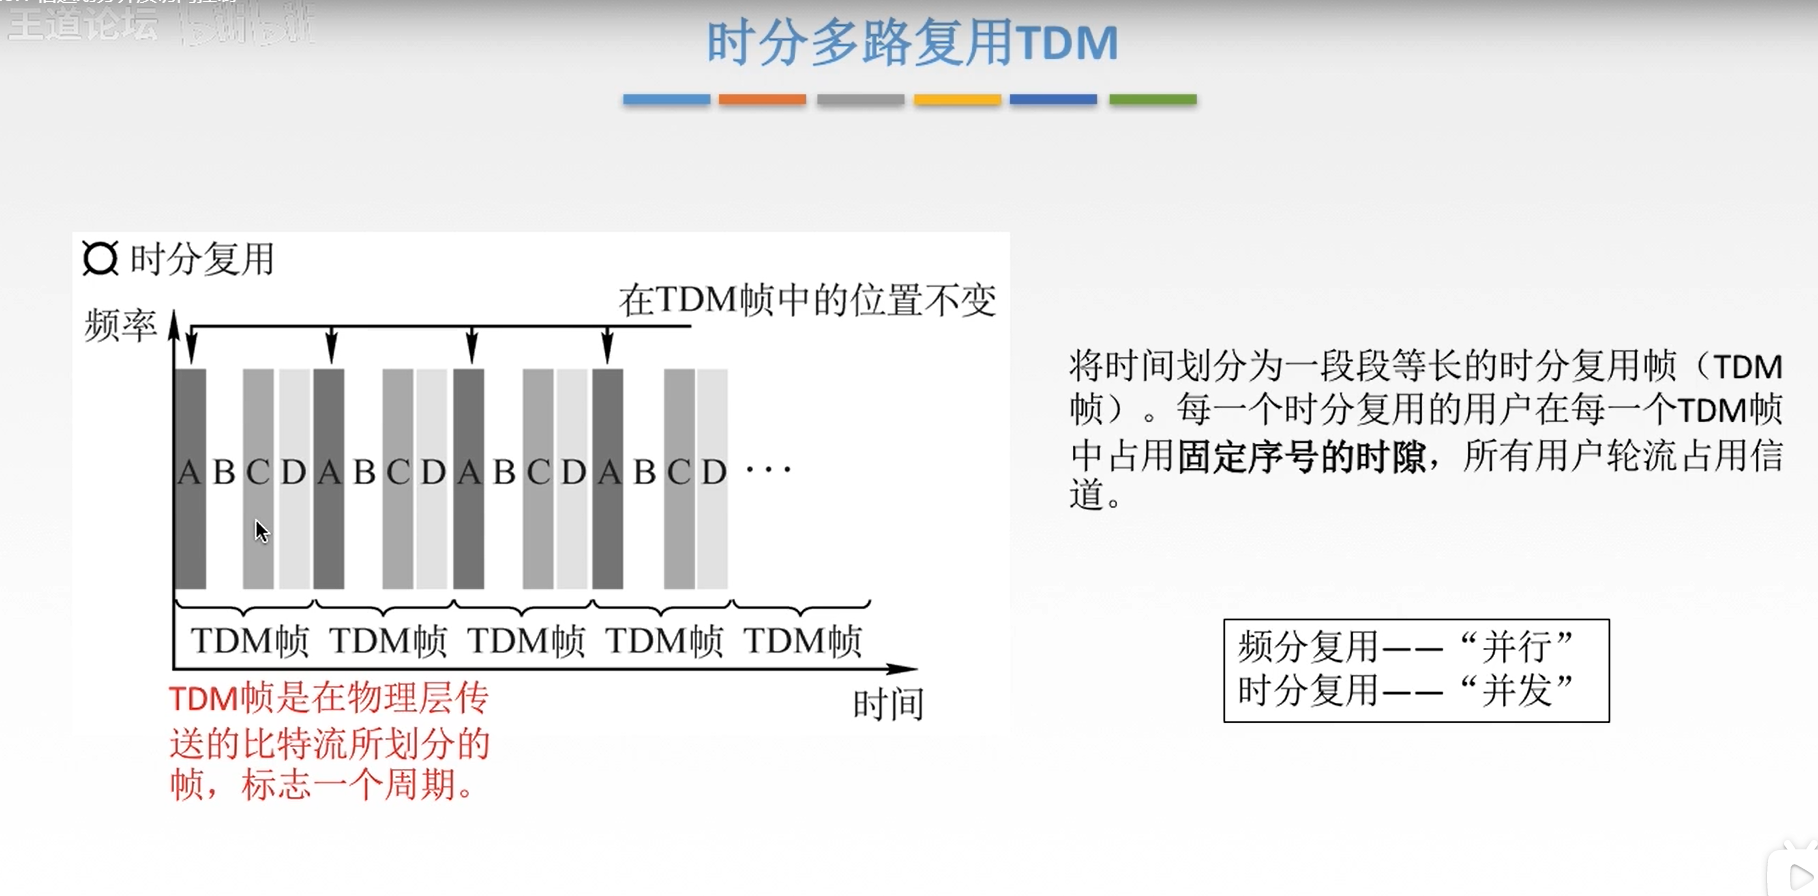 王道论坛 bilibili
时分多路复用TDM
时分复用
在TDM帧中的位置不变
频率
A B C D A B C D A B C D A B C D ···
TDM帧 TDM帧 TDM帧 TDM帧 TDM帧
时间
TDM帧是在物理层传
送的比特流所划分的
帧，标志一个周期。
将时间划分为一段段等长的时分复用帧（TDM
帧）。每一个时分复用的用户在每一个TDM帧
中占用固定序号的时隙，所有用户轮流占用信
道。
频分复用——“并行”
时分复用——“并发”